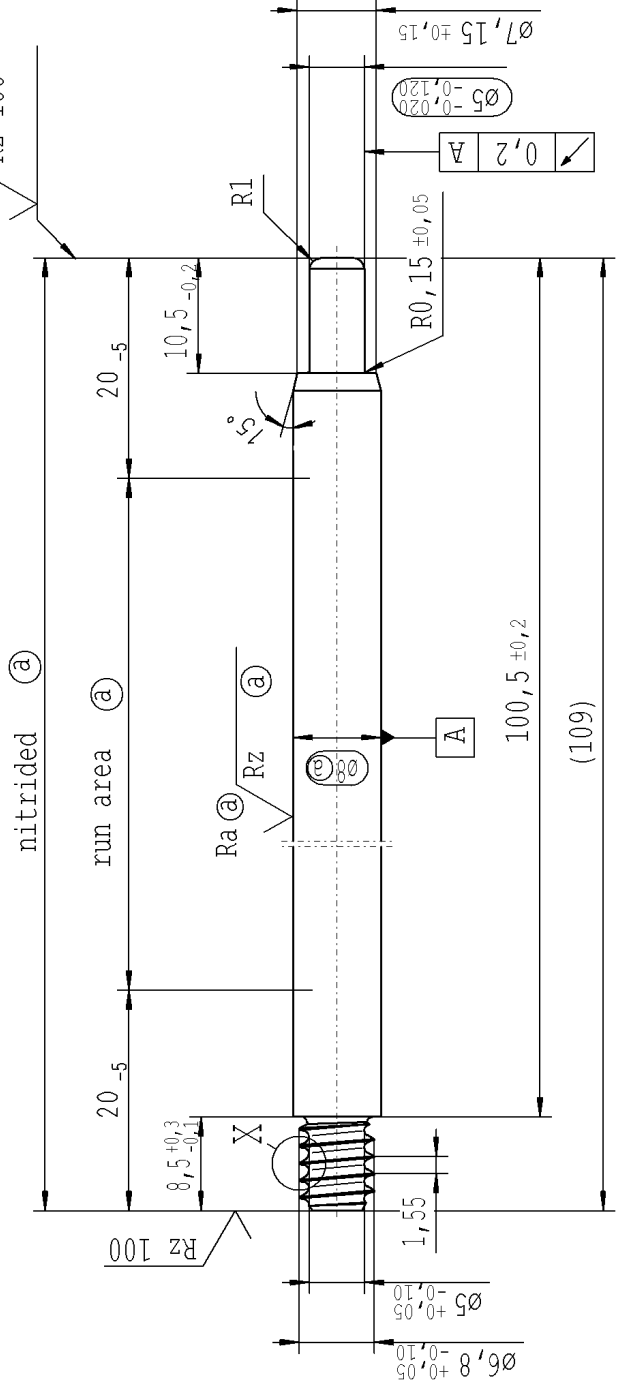 nitrided ⓐ
20 -5
run area ⓐ
20 -5
8,5 +0,3 -0,1
10,5 -0,2
X
Ra ⓐ
Rz ⓐ
15°
R1
Rz 100
Ø6,8 +0,05 -0,10
Ø5 +0,05 -0,10
1,55
Ø8 ⓐ
A
R0,15 ±0,05
Ø7,15 ±0,15
Ø5 -0,020 -0,120
0,2 A
100,5 ±0,2
(109)